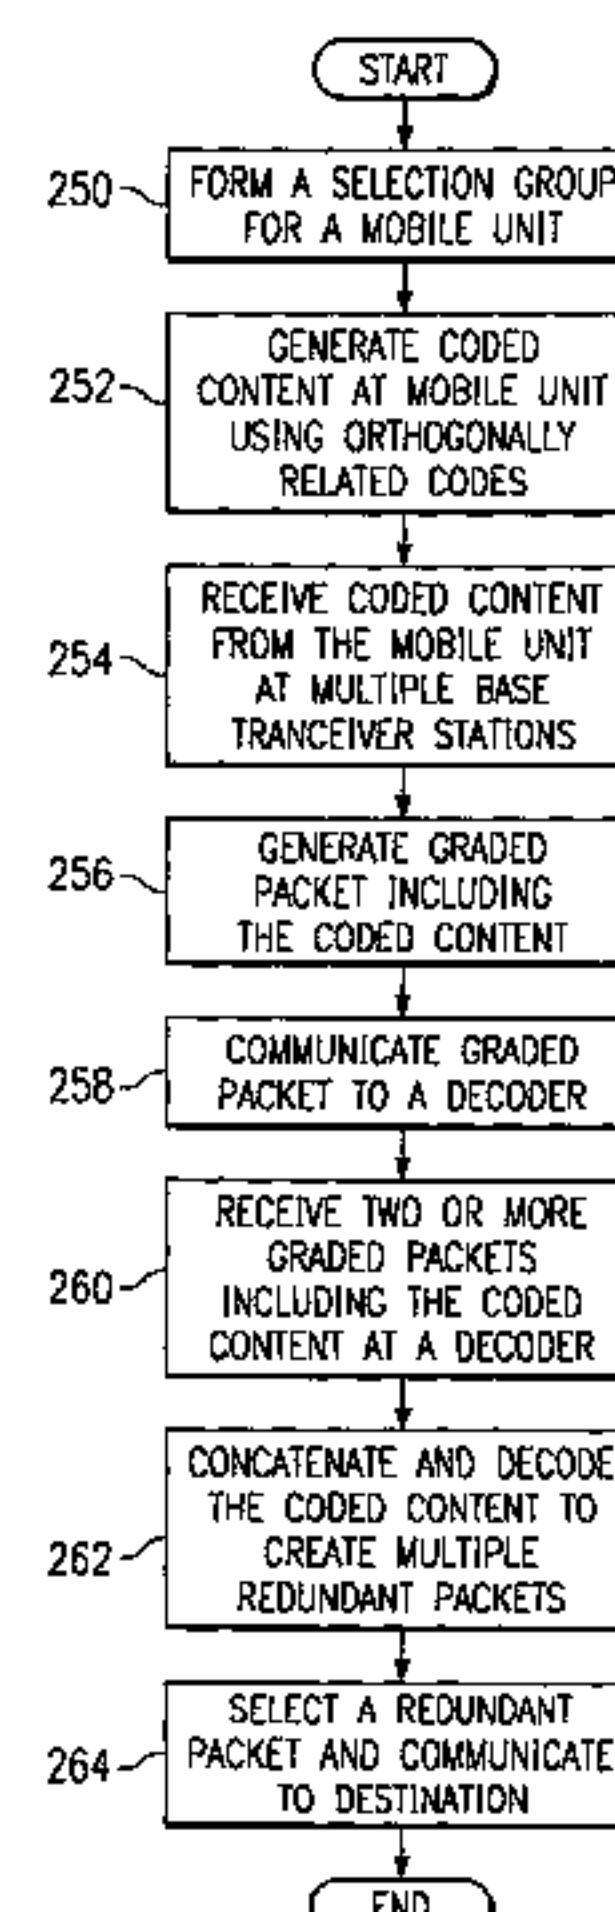 START
250
FORM A SELECTION GROUP
FOR A MOBILE UNIT
252
GENERATE CODED
CONTENT AT MOBILE UNIT
USING ORTHOGONALLY
RELATED CODES
254
RECEIVE CODED CONTENT
FROM THE MOBILE UNIT
AT MULTIPLE BASE
TRANCEIVER STATIONS
256
GENERATE GRADED
PACKET INCLUDING
THE CODED CONTENT
258
COMMUNICATE GRADED
PACKET TO A DECODER
260
RECEIVE TWO OR MORE
GRADED PACKETS
INCLUDING THE CODED
CONTENT AT A DECODER
262
CONCATENATE AND DECODE
THE CODED CONTENT TO
CREATE MULTIPLE
REDUNDANT PACKETS
264
SELECT A REDUNDANT
PACKET AND COMMUNICATE
TO DESTINATION
END